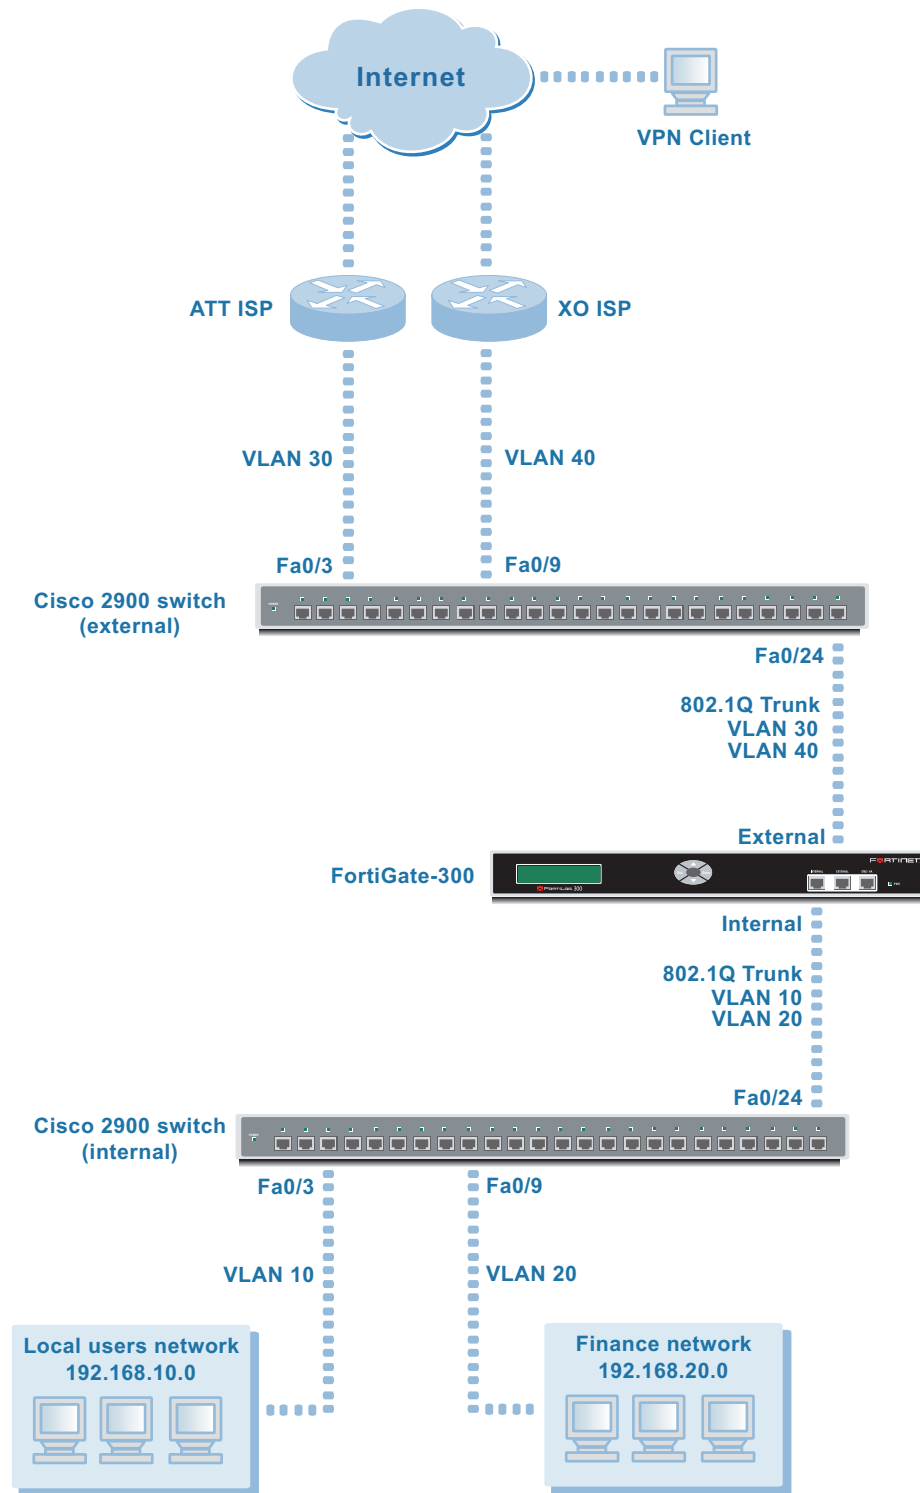 Internet
VPN Client
ATT ISP
XO ISP
VLAN 30
VLAN 40
Fa0/3
Fa0/9
Cisco 2900 switch
(external)
Fa0/24
802.1Q Trunk
VLAN 30
VLAN 40
External
FortiGate-300
FORTINET
INTERNAL
EXTERNAL
Internal
802.1Q Trunk
VLAN 10
VLAN 20
Fa0/24
Cisco 2900 switch
(internal)
Fa0/3
Fa0/9
VLAN 10
VLAN 20
Local users network
192.168.10.0
Finance network
192.168.20.0